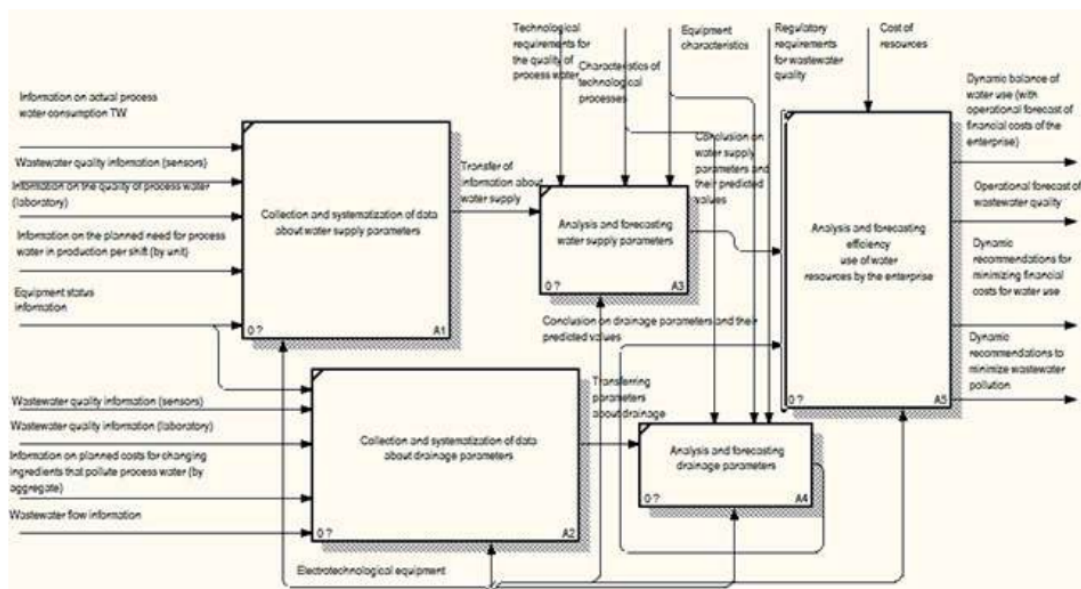 Technological
requirements for
the quality of
process water
Characteristics of
technological
processes
Equipment
characteristics
Regulatory
requirements
for wastewater
quality
Cost of
resources
Information on actual process
water consumption TW
Wastewater quality information (sensors)
Information on the quality of process water
(laboratory)
Information on the planned need for process
water in production per shift (by unit)
Equipment status
information
Collection and systematization of data
about water supply parameters
0 ?
A1
Transfer of
information about
water supply
Analysis and forecasting
water supply parameters
0 ?
A3
Conclusion on
water supply
parameters and
their predicted
values
Analysis and forecasting
efficiency
use of water
resources by the enterprise
0 ?
A5
Dynamic balance of
water use (with
operational forecast of
financial costs of the
enterprise)
Operational forecast of
wastewater quality
Dynamic
recommendations for
minimizing financial
costs for water use
Dynamic
recommendations to
minimize wastewater
pollution
Conclusion on drainage parameters and their
predicted values
Wastewater quality information (sensors)
Wastewater quality information (laboratory)
Information on planned costs for changing
ingredients that pollute process water (by
aggregate)
Wastewater flow information
Collection and systematization of data
about drainage parameters
0 ?
A2
Transferring
parameters
about drainage
Analysis and forecasting
drainage parameters
0 ?
A4
Electrotechnological equipment